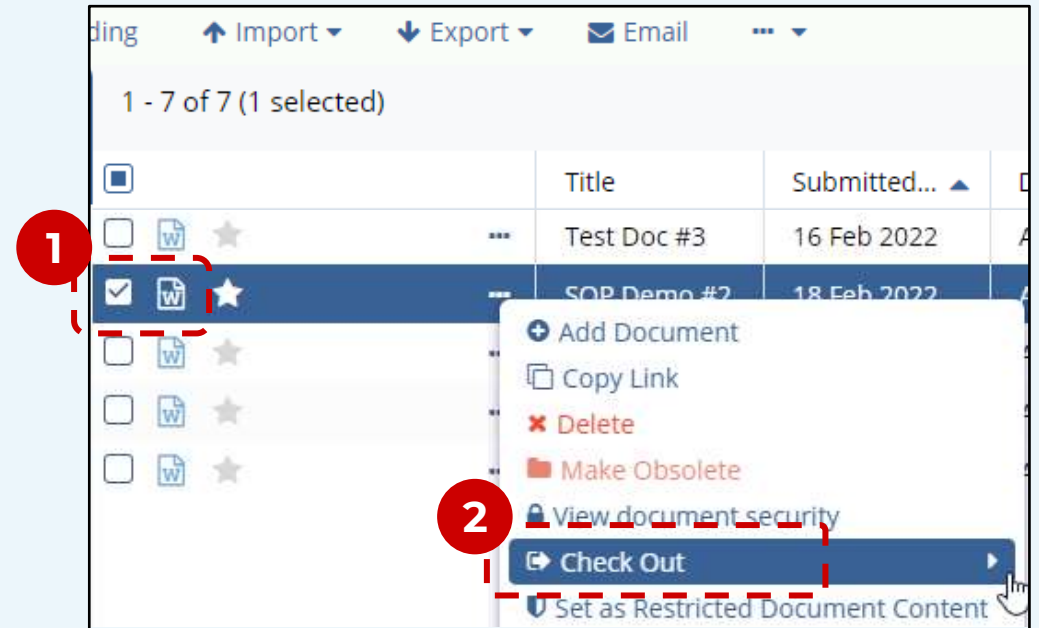 ding Import Export Email
1 - 7 of 7 (1 selected)
Title Submitted... D
1
Test Doc #3 16 Feb 2022 A
SOP Demo #2 18 Feb 2022
Add Document
Copy Link
Delete
Make Obsolete
2
View document security
Check Out
Set as Restricted Document Content